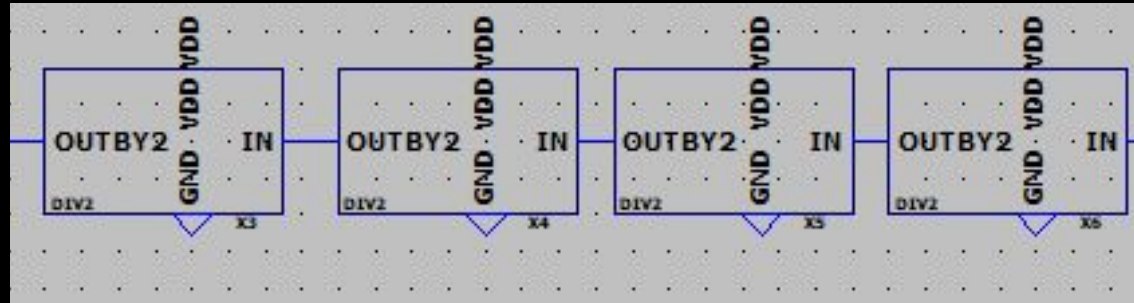 VDD VDD VDD VDD
VDD VDD VDD VDD
OUTBY2 IN OUTBY2 IN OUTBY2 IN OUTBY2 IN
GND GND GND GND
DIV2 DIV2 DIV2 DIV2
X3 X4 X5 X6